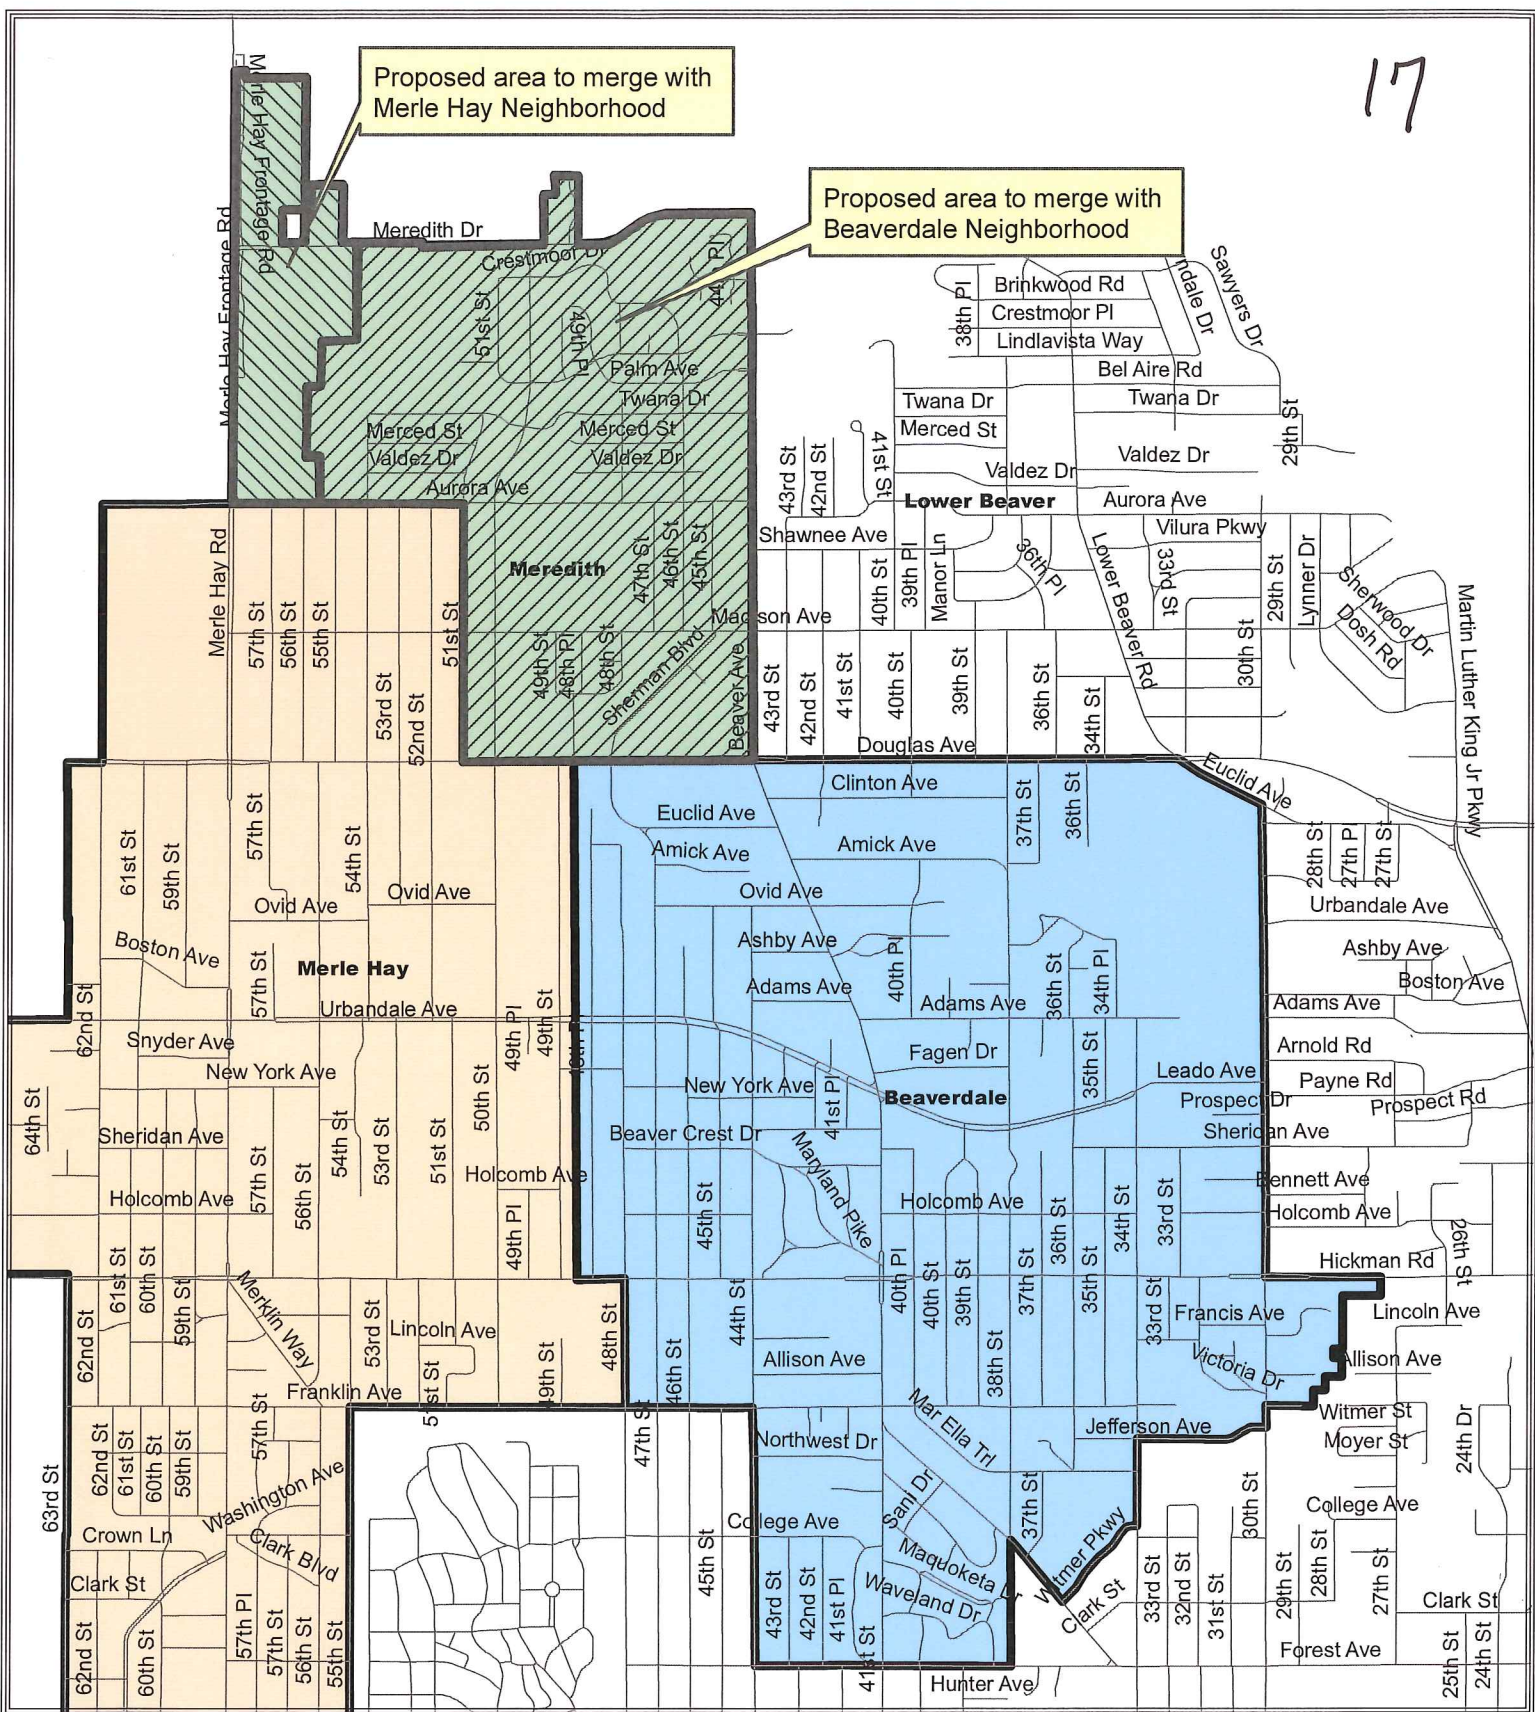 17
Proposed area to merge with
Merle Hay Neighborhood
Proposed area to merge with
Beaverdale Neighborhood
Merle Hay Frontage Rd
Merle Hay Frontage Rd
Meredith Dr
Crestmoor Dr
44th Pl
51st St
49th Pl
Palm Ave
Twana Dr
Merced St
Merced St
Valdez Dr
Valdez Dr
Aurora Ave
38th Pl
Brinkwood Rd
Crestmoor Pl
Lindlavista Way
ndale Dr
Sawyers Dr
Bel Aire Rd
Twana Dr
Twana Dr
Merced St
29th St
43rd St
42nd St
41st St
Valdez Dr
Valdez Dr
Lower Beaver
Aurora Ave
Vilura Pkwy
Shawnee Ave
Meredith
47th St
46th St
45th St
40th St
39th Pl
Manor Ln
36th Pl
Lower Beaver Rd
33rd St
29th St
Lynner Dr
Sherwood Dr
Dosh Rd
Martin Luther King Jr Pkwy
Merle Hay Rd
57th St
56th St
55th St
53rd St
52nd St
51st St
49th St
48th Pl
48th St
Sherman Blvd
Madison Ave
Beaver Ave
43rd St
42nd St
41st St
40th St
39th St
36th St
34th St
30th St
Douglas Ave
Euclid Ave
61st St
59th St
57th St
54th St
Ovid Ave
Ovid Ave
Boston Ave
Merle Hay
57th St
Urbandale Ave
62nd St
49th Pl
49th St
Snyder Ave
New York Ave
64th St
Sheridan Ave
57th St
56th St
54th St
53rd St
51st St
50th St
Holcomb Ave
Holcomb Ave
49th Pl
Clinton Ave
Euclid Ave
Amick Ave
Amick Ave
37th St
36th St
Ovid Ave
Ashby Ave
40th Pl
Adams Ave
Adams Ave
36th St
34th Pl
Fagen Dr
35th St
Leado Ave
New York Ave
41st Pl
Beaverdale
Prospect Dr
Beaver Crest Dr
Maryland Pike
Sheridan Ave
45th St
Holcomb Ave
36th St
34th St
33rd St
28th St
27th Pl
27th St
Urbandale Ave
Ashby Ave
Boston Ave
Adams Ave
Arnold Rd
Payne Rd
Prospect Rd
Bennett Ave
Holcomb Ave
26th St
Hickman Rd
62nd St
61st St
60th St
59th St
Merklin Way
53rd St
Lincoln Ave
51st St
49th St
48th St
Franklin Ave
46th St
44th St
40th Pl
40th St
39th St
38th St
37th St
35th St
33rd St
Francis Ave
Lincoln Ave
Allison Ave
Victoria Dr
Allison Ave
63rd St
62nd St
61st St
60th St
59th St
57th St
Washington Ave
47th St
Northwest Dr
Mar Ella Trl
Jefferson Ave
Witmer St
Moyer St
24th Dr
Crown Ln
Clark Blvd
Clark St
College Ave
Sani Dr
37th St
Witmer Pkwy
30th St
College Ave
Maquoketa Dr
Waveland Dr
62nd St
60th St
57th Pl
57th St
56th St
55th St
45th St
43rd St
42nd St
41st Pl
41st St
Clark St
33rd St
32nd St
31st St
29th St
28th St
27th St
Clark St
Forest Ave
25th St
24th St
Hunter Ave